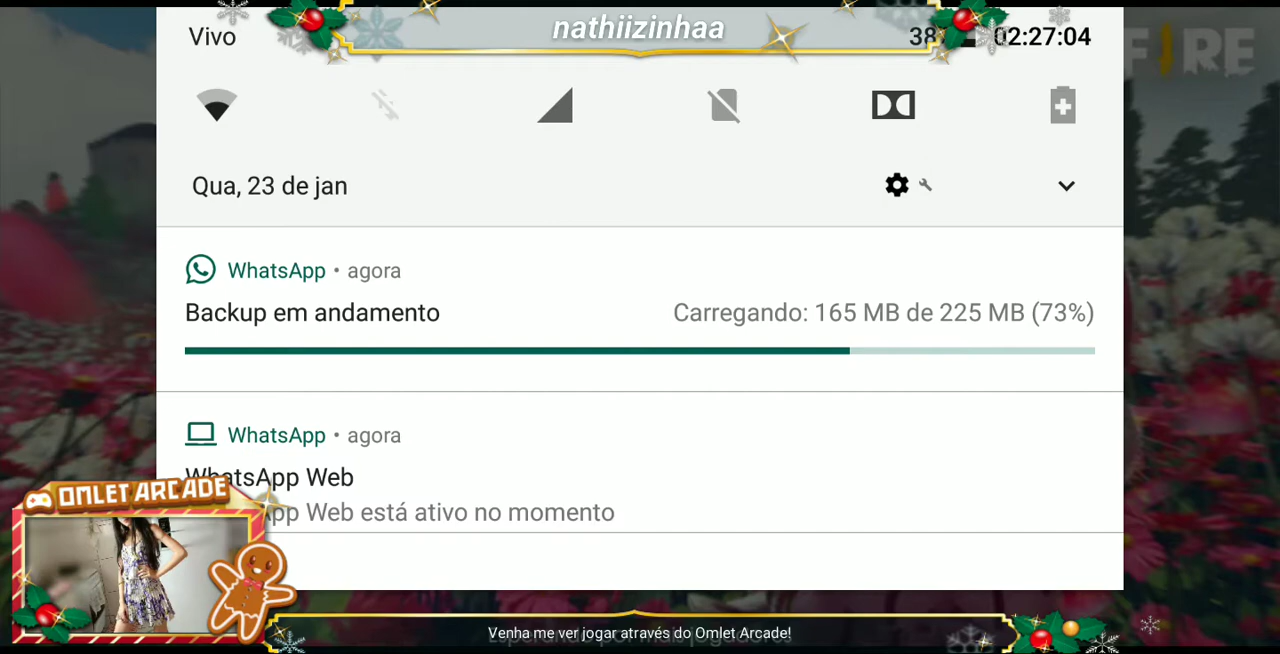 nathiizinhaa
Vivo
38
02:27:04
FIRE
Qua, 23 de jan
WhatsApp • agora
Backup em andamento
Carregando: 165 MB de 225 MB (73%)
WhatsApp • agora
WhatsApp Web
App Web está ativo no momento
OMLET ARCADE
Venha me ver jogar através do Omlet Arcade!